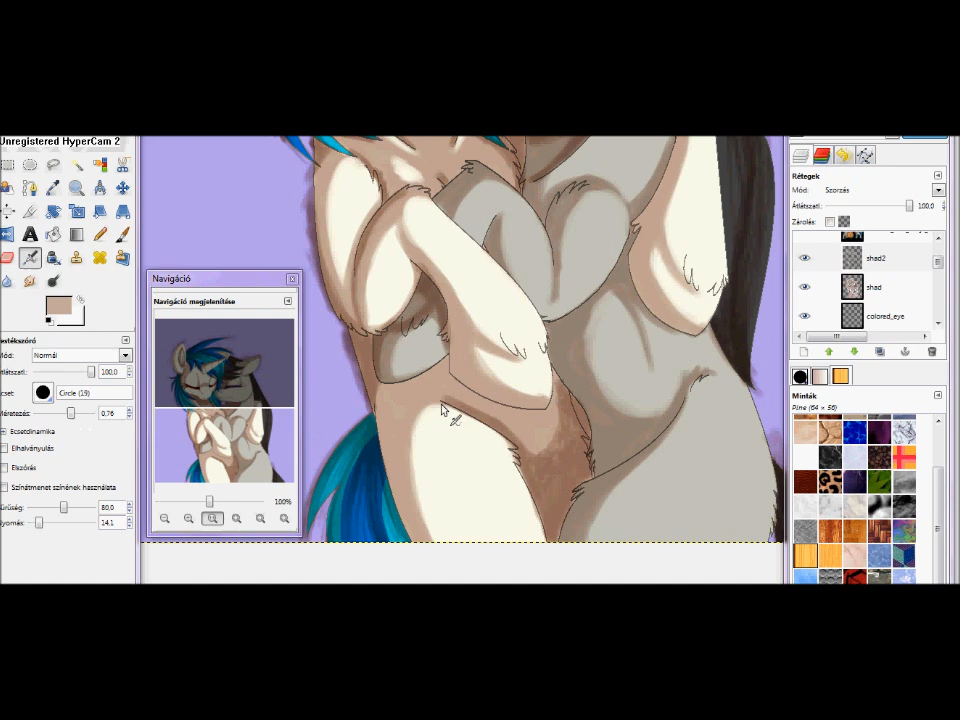 Unregistered HyperCam 2
Navigáció
Navigáció megjelenítése
100%
Mód:
Normál
100,0
Circle (19)
0,76
Ecsetdinamika
Elhalványulás
Elszórás
Színátmenet színének használata
80,0
14,1
Rétegek
Mód: Szorzás
100,0
Zárolás:
shad2
shad
colored_eye
Minták
Pine (64 × 56)